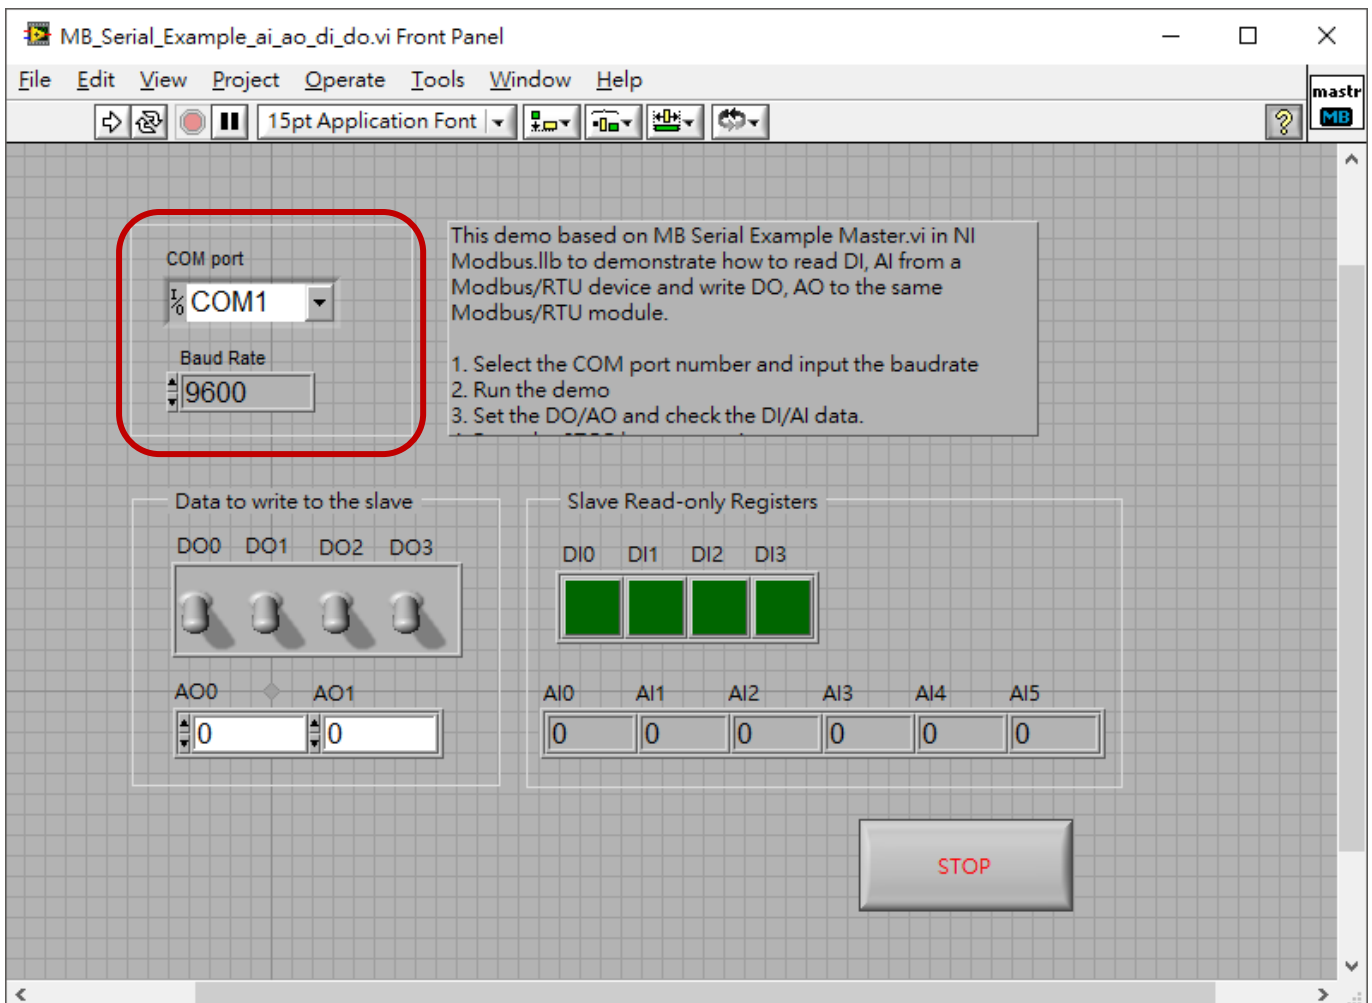 MB_Serial_Example_ai_ao_di_do.vi Front Panel
File Edit View Project Operate Tools Window Help
mastr
MB
15pt Application Font
?
COM port
I/O COM1
Baud Rate
9600
This demo based on MB Serial Example Master.vi in NI
Modbus.llb to demonstrate how to read DI, AI from a
Modbus/RTU device and write DO, AO to the same
Modbus/RTU module.
1. Select the COM port number and input the baudrate
2. Run the demo
3. Set the DO/AO and check the DI/AI data.
Data to write to the slave
DO0 DO1 DO2 DO3
AO0 AO1
0 0
Slave Read-only Registers
DI0 DI1 DI2 DI3
AI0 AI1 AI2 AI3 AI4 AI5
0 0 0 0 0 0
STOP